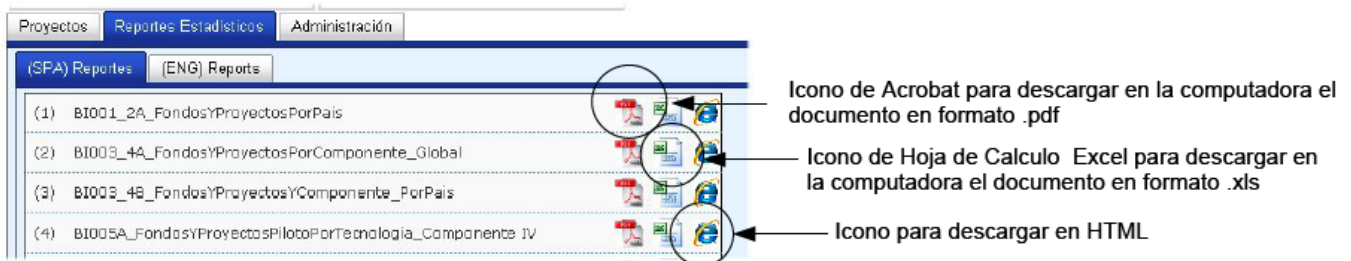 Proyectos Reportes Estadísticos Administración
(SPA) Reportes (ENG) Reports
(1) BI001_2A_FondosYProyectosPorPais
(2) BI003_4A_FondosYProyectosPorComponente_Global
(3) BI003_4B_FondosYProyectosYComponente_PorPais
(4) BI005A_FondosYProyectosPilotoPorTecnologia_Componente IV
Icono de Acrobat para descargar en la computadora el
documento en formato .pdf
Icono de Hoja de Calculo Excel para descargar en
la computadora el documento en formato .xls
Icono para descargar en HTML